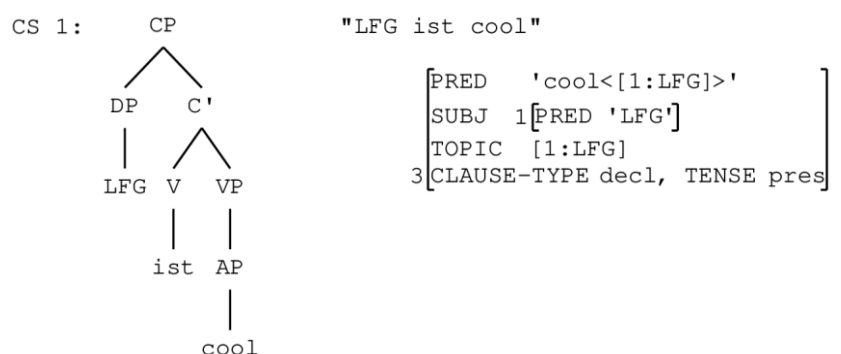 CS 1: CP "LFG ist cool"
PRED 'cool<[1:LFG]>'
DP C' SUBJ 1[PRED 'LFG']
TOPIC [1:LFG]
LFG V VP 3 CLAUSE-TYPE decl, TENSE pres
ist AP
cool